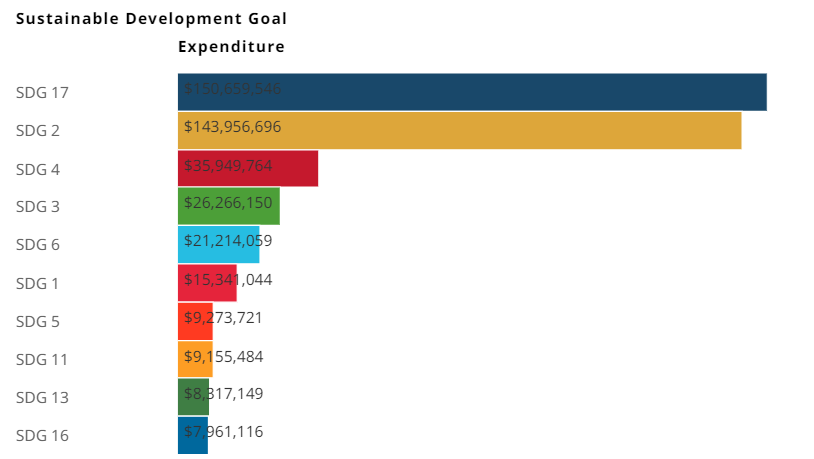 Sustainable Development Goal
Expenditure
SDG 17 $150,659,546
SDG 2 $143,956,696
SDG 4 $35,949,764
SDG 3 $26,266,150
SDG 6 $21,214,059
SDG 1 $15,341,044
SDG 5 $9,273,721
SDG 11 $9,155,484
SDG 13 $8,317,149
SDG 16 $7,961,116